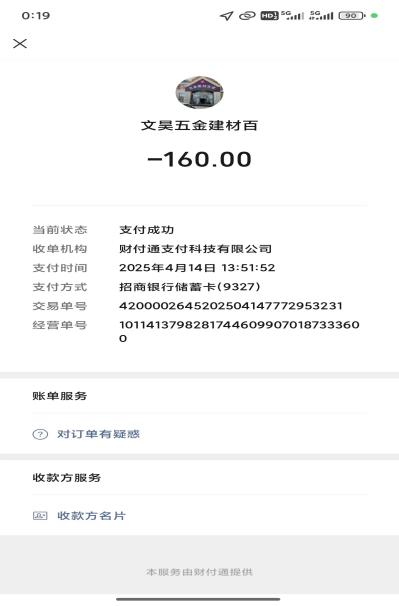 0:19
HD 5G 5G 90
文昊五金建材百
-160.00
当前状态 支付成功
收单机构 财付通支付科技有限公司
支付时间 2025年4月14日 13:51:52
支付方式 招商银行储蓄卡(9327)
交易单号 4200002645202504147772953231
经营单号 101141379828174460990701873336​0
0
账单服务
对订单有疑惑
收款方服务
收款方名片
本服务由财付通提供